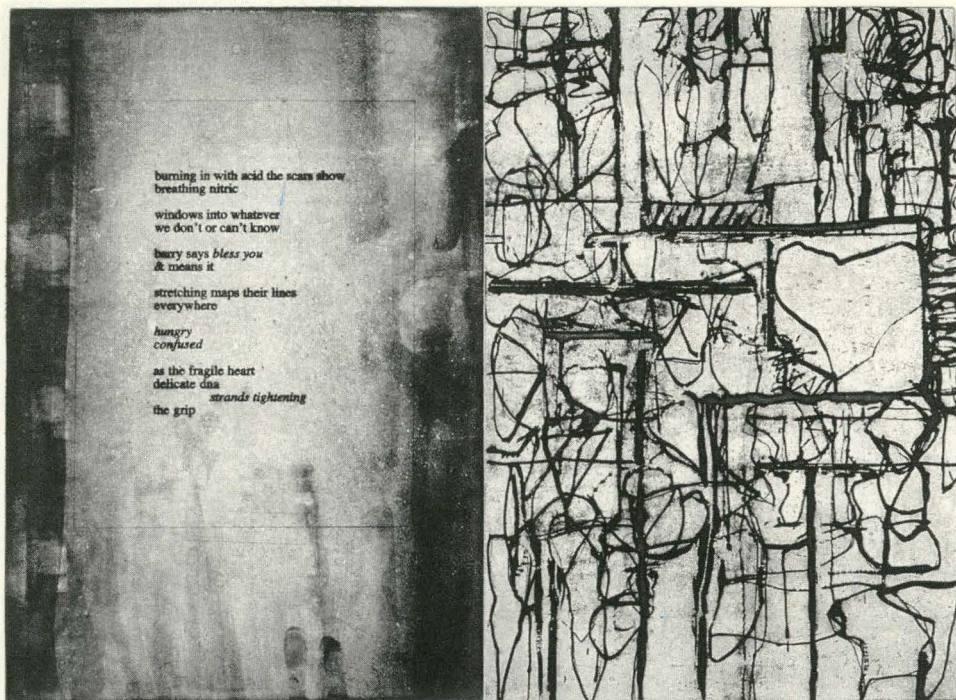 burning in with acid the scars show
breathing nitric
windows into whatever
we don't or can't know
barry says bless you
& means it
stretching maps their lines
everywhere
hungry
confused
as the fragile heart
delicate dna
strands tightening
the grip